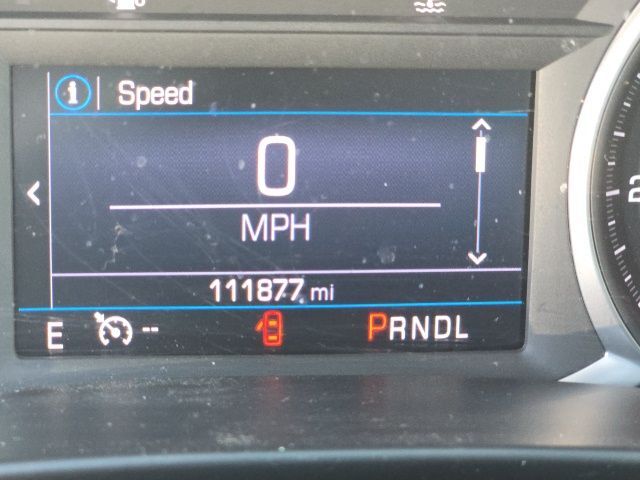 i Speed
0
MPH
111877 mi
E -- PRNDL